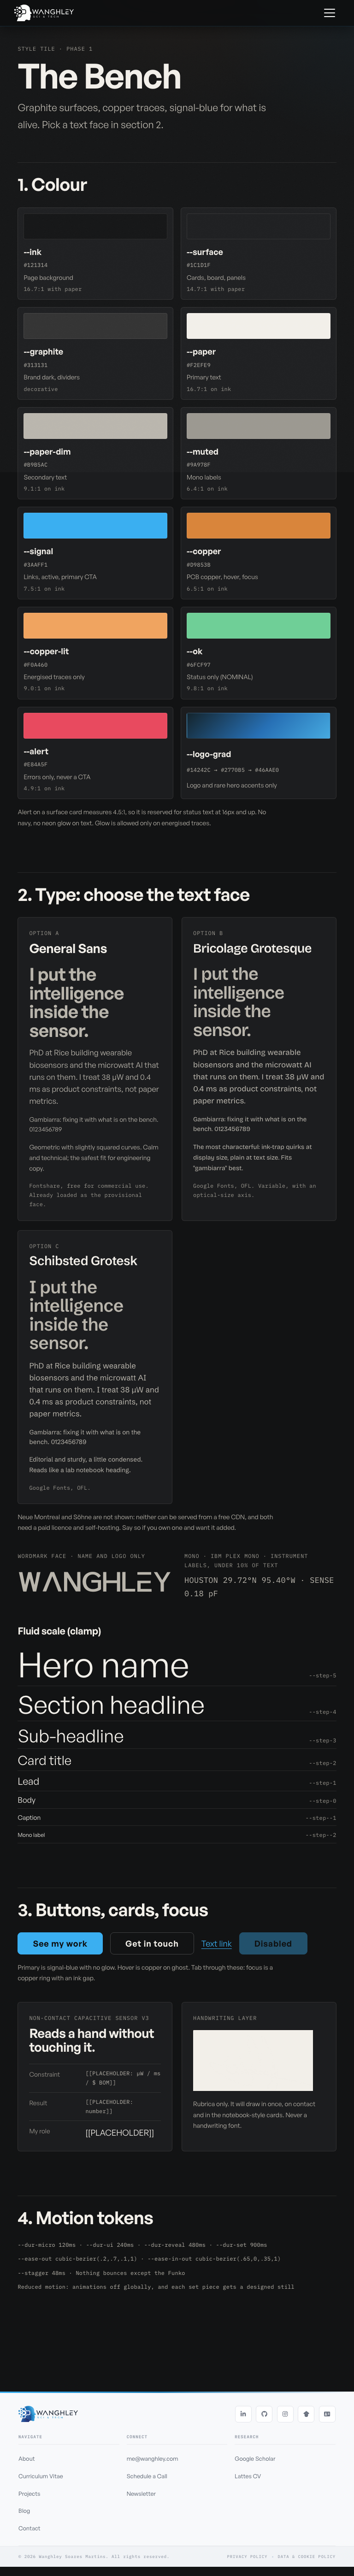 WANGHLEY
AI & TECH
STYLE TILE · PHASE 1
The Bench
Graphite surfaces, copper traces, signal-blue for what is
alive. Pick a text face in section 2.
1. Colour
--ink
#121314
Page background
16.7:1 with paper
--surface
#1C1D1F
Cards, board, panels
14.7:1 with paper
--graphite
#313131
Brand dark, dividers
decorative
--paper
#F2EFE9
Primary text
16.7:1 on ink
--paper-dim
#B9B5AC
Secondary text
9.1:1 on ink
--muted
#9A978F
Mono labels
6.4:1 on ink
--signal
#3AAFF1
Links, active, primary CTA
7.5:1 on ink
--copper
#D9853B
PCB copper, hover, focus
6.5:1 on ink
--copper-lit
#F0A460
Energised traces only
9.0:1 on ink
--ok
#6FCF97
Status only (NOMINAL)
9.8:1 on ink
--alert
#E84A5F
Errors only, never a CTA
4.9:1 on ink
--logo-grad
#14242C → #2770B5 → #46AAE0
Logo and rare hero accents only
Alert on a surface card measures 4.5:1, so it is reserved for status text at 16px and up. No
navy, no neon glow on text. Glow is allowed only on energised traces.
2. Type: choose the text face
OPTION A
General Sans
I put the
intelligence
inside the
sensor.
PhD at Rice building wearable
biosensors and the microwatt AI that
runs on them. I treat 38 μW and 0.4
ms as product constraints, not paper
metrics.
Gambiarra: fixing it with what is on the bench.
0123456789
Geometric with slightly squared curves. Calm
and technical; the safest fit for engineering
copy.
Fontshare, free for commercial use.
Already loaded as the provisional
face.
OPTION B
Bricolage Grotesque
I put the
intelligence
inside the
sensor.
PhD at Rice building wearable
biosensors and the microwatt AI
that runs on them. I treat 38 μW
and 0.4 ms as product constraints, not
paper metrics.
Gambiarra: fixing it with what is on the
bench. 0123456789
The most characterful: ink-trap quirks at
display size, plain at text size. Fits
"gambiarra" best.
Google Fonts, OFL. Variable, with an
optical-size axis.
OPTION C
Schibsted Grotesk
I put the
intelligence
inside the
sensor.
PhD at Rice building wearable
biosensors and the microwatt AI
that runs on them. I treat 38 μW and
0.4 ms as product constraints, not
paper metrics.
Gambiarra: fixing it with what is on the
bench. 0123456789
Editorial and sturdy, a little condensed.
Reads like a lab notebook heading.
Google Fonts, OFL.
Neue Montreal and Söhne are not shown: neither can be served from a free CDN, and both
need a paid licence and self-hosting. Say so if you own one and want it added.
WORDMARK FACE · NAME AND LOGO ONLY
WANGHLEY
MONO · IBM PLEX MONO · INSTRUMENT
LABELS, UNDER 10% OF TEXT
HOUSTON 29.72°N 95.40°W · SENSE
0.18 pF
Fluid scale (clamp)
Hero name
--step-5
Section headline
--step-4
Sub-headline
--step-3
Card title
--step-2
Lead
--step-1
Body
--step-0
Caption
--step--1
Mono label
--step--2
3. Buttons, cards, focus
See my work
Get in touch
Text link
Disabled
Primary is signal-blue with no glow. Hover is copper on ghost. Tab through these: focus is a
copper ring with an ink gap.
NON-CONTACT CAPACITIVE SENSOR V3
Reads a hand without
touching it.
Constraint
[[PLACEHOLDER: μW / ms
/ $ BOM]]
Result
[[PLACEHOLDER:
number]]
My role
[[PLACEHOLDER]]
HANDWRITING LAYER
Rubrica only. It will draw in once, on contact
and in the notebook-style cards. Never a
handwriting font.
4. Motion tokens
--dur-micro 120ms · --dur-ui 240ms · --dur-reveal 480ms · --dur-set 900ms
--ease-out cubic-bezier(.2,.7,.1,1) · --ease-in-out cubic-bezier(.65,0,.35,1)
--stagger 40ms · Nothing bounces except the Funko
Reduced motion: animations off globally, and each set piece gets a designed still
WANGHLEY
AI & TECH
NAVIGATE
About
Curriculum Vitae
Projects
Blog
Contact
CONNECT
me@wanghley.com
Schedule a Call
Newsletter
RESEARCH
Google Scholar
Lattes CV
© 2026 Wanghley Soares Martins. All rights reserved.
PRIVACY POLICY · DATA & COOKIE POLICY